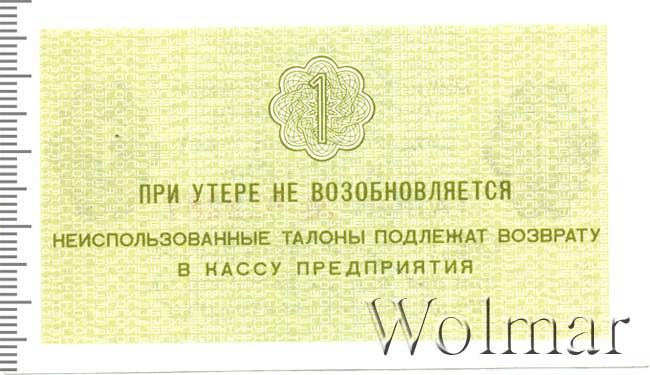 1
ПРИ УТЕРЕ НЕ ВОЗОБНОВЛЯЕТСЯ
НЕИСПОЛЬЗОВАННЫЕ ТАЛОНЫ ПОДЛЕЖАТ ВОЗВРАТУ
В КАССУ ПРЕДПРИЯТИЯ
Wolmar